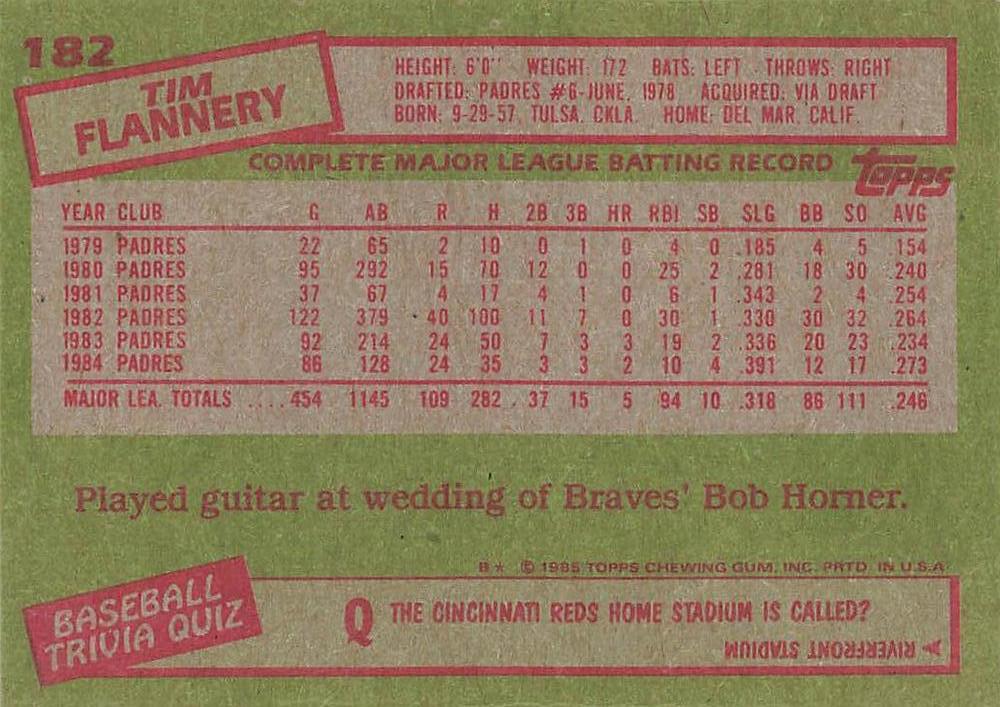 182
TIM
FLANNERY
HEIGHT: 6'0" WEIGHT: 172 BATS: LEFT THROWS: RIGHT
DRAFTED: PADRES #6-JUNE, 1978 ACQUIRED: VIA DRAFT
BORN: 9-29-57, TULSA, OKLA. HOME: DEL MAR, CALIF.
COMPLETE MAJOR LEAGUE BATTING RECORD topps
YEAR CLUB G AB R H 2B 3B HR RBI SB SLG BB SO AVG
1979 PADRES 22 65 2 10 0 1 0 4 0 .185 4 5 .154
1980 PADRES 95 292 15 70 12 0 0 25 2 .281 18 30 .240
1981 PADRES 37 67 4 17 4 1 0 6 1 .343 2 4 .254
1982 PADRES 122 379 40 100 11 7 0 30 1 .330 30 32 .264
1983 PADRES 92 214 24 50 7 3 3 19 2 .336 20 23 .234
1984 PADRES 86 128 24 35 3 3 2 10 4 .391 12 17 .273
MAJOR LEA. TOTALS ....454 1145 109 282 37 15 5 94 10 .318 86 111 .246
Played guitar at wedding of Braves' Bob Horner.
B* © 1985 TOPPS CHEWING GUM, INC. PRTD. IN U.S.A.
BASEBALL
TRIVIA QUIZ
Q THE CINCINNATI REDS HOME STADIUM IS CALLED?
A RIVERFRONT STADIUM